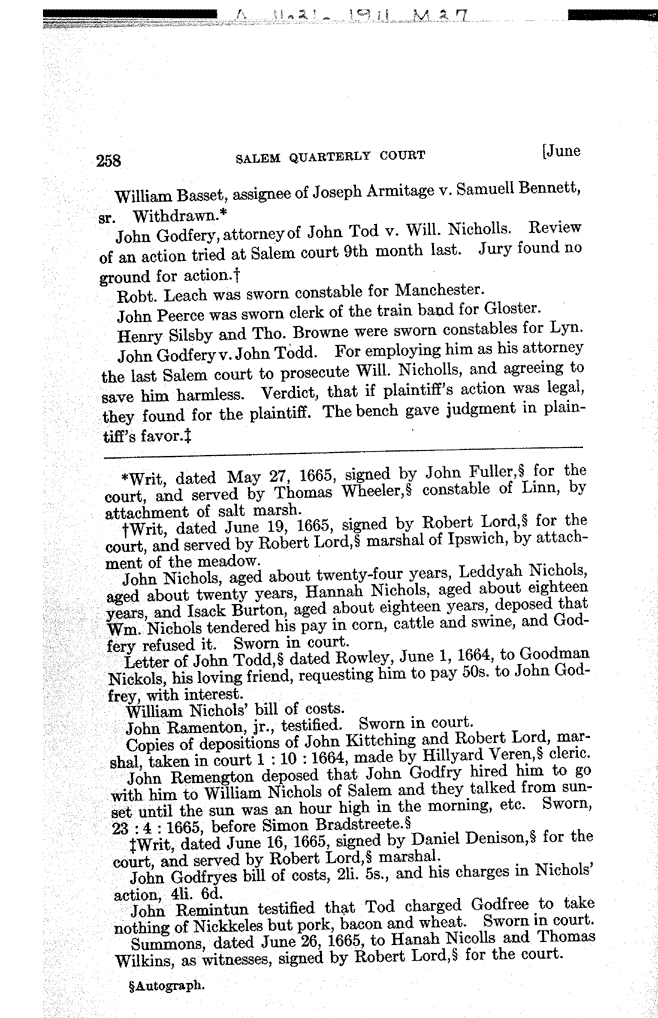 A 11-21- 1911 M 27
258 SALEM QUARTERLY COURT [June
William Basset, assignee of Joseph Armitage v. Samuell Bennett,
sr. Withdrawn.*
John Godfery, attorney of John Tod v. Will. Nicholls. Review
of an action tried at Salem court 9th month last. Jury found no
ground for action.†
Robt. Leach was sworn constable for Manchester.
John Peerce was sworn clerk of the train band for Gloster.
Henry Silsby and Tho. Browne were sworn constables for Lyn.
John Godfery v. John Todd. For employing him as his attorney
the last Salem court to prosecute Will. Nicholls, and agreeing to
save him harmless. Verdict, that if plaintiff's action was legal,
they found for the plaintiff. The bench gave judgment in plain-
tiff's favor.‡
*Writ, dated May 27, 1665, signed by John Fuller,§ for the
court, and served by Thomas Wheeler,§ constable of Linn, by
attachment of salt marsh.
†Writ, dated June 19, 1665, signed by Robert Lord,§ for the
court, and served by Robert Lord,§ marshal of Ipswich, by attach-
ment of the meadow.
John Nichols, aged about twenty-four years, Leddyah Nichols,
aged about twenty years, Hannah Nichols, aged about eighteen
years, and Isack Burton, aged about eighteen years, deposed that
Wm. Nichols tendered his pay in corn, cattle and swine, and God-
fery refused it. Sworn in court.
Letter of John Todd,§ dated Rowley, June 1, 1664, to Goodman
Nickols, his loving friend, requesting him to pay 50s. to John God-
frey, with interest.
William Nichols' bill of costs.
John Ramenton, jr., testified. Sworn in court.
Copies of depositions of John Kittching and Robert Lord, mar-
shal, taken in court 1 : 10 : 1664, made by Hillyard Veren,§ cleric.
John Remengton deposed that John Godfry hired him to go
with him to William Nichols of Salem and they talked from sun-
set until the sun was an hour high in the morning, etc. Sworn,
23 : 4 : 1665, before Simon Bradstreete.§
‡Writ, dated June 16, 1665, signed by Daniel Denison,§ for the
court, and served by Robert Lord,§ marshal.
John Godfryes bill of costs, 2li. 5s., and his charges in Nichols'
action, 4li. 6d.
John Remintun testified that Tod charged Godfree to take
nothing of Nickkeles but pork, bacon and wheat. Sworn in court.
Summons, dated June 26, 1665, to Hanah Nicolls and Thomas
Wilkins, as witnesses, signed by Robert Lord,§ for the court.
§Autograph.